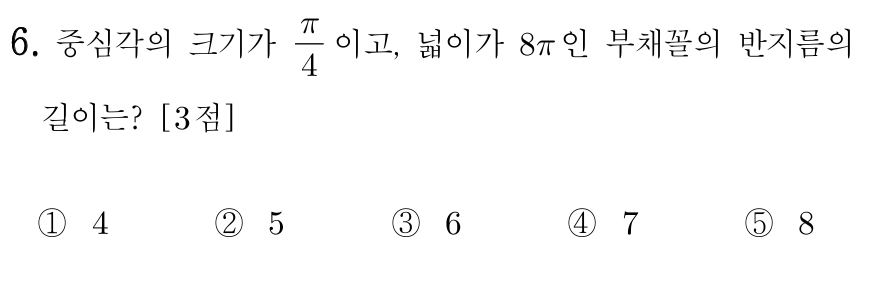 6. 중심각의 크기가 π/4 이고, 넓이가 8π인 부채꼴의 반지름의
길이는? [3점]
① 4 ② 5 ③ 6 ④ 7 ⑤ 8